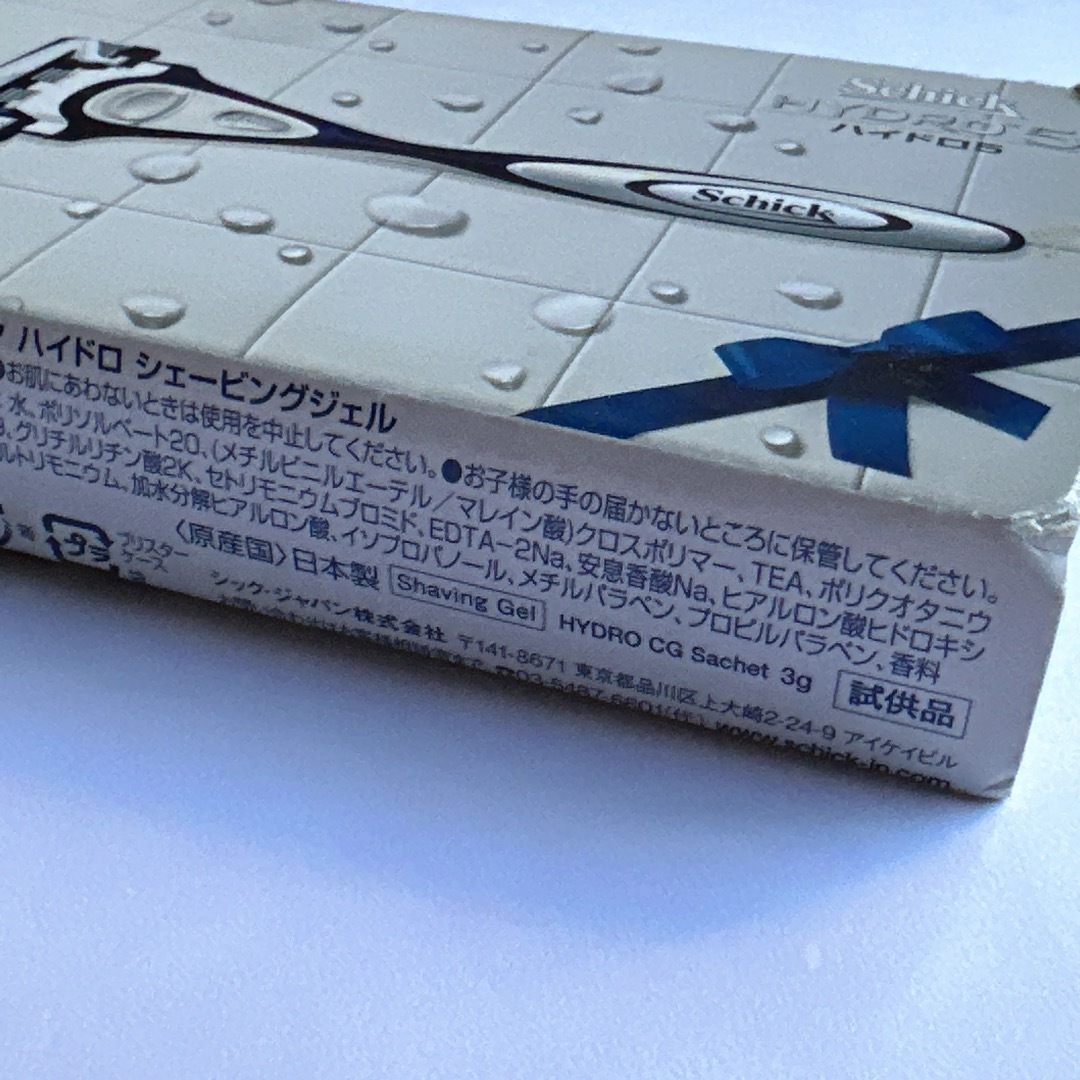 Schick
HYDRO 5
ハイドロ5
Schick
ハイドロ シェービングジェル
●お肌にあわないときは使用を中止してください。●お子様の手の届かないところに保管してください。
水、ポリソルベート20、(メチルビニルエーテル/マレイン酸)クロスポリマー、TEA、ポリクオタニウ
グリチルリチン酸2K、セトリモニウムブロミド、EDTA-2Na、安息香酸Na、ヒアルロン酸ヒドロキシ
ルトリモニウム、加水分解ヒアルロン酸、イソプロパノール、メチルパラベン、プロピルパラベン、香料
プラ
ブリスター
ケース
〈原産国〉日本製 Shaving Gel HYDRO CG Sachet 3g 試供品
シック・ジャパン株式会社 〒141-8671 東京都品川区上大崎2-24-9 アイケイビル
☎03-5487-6801(代) www.schick-jp.com